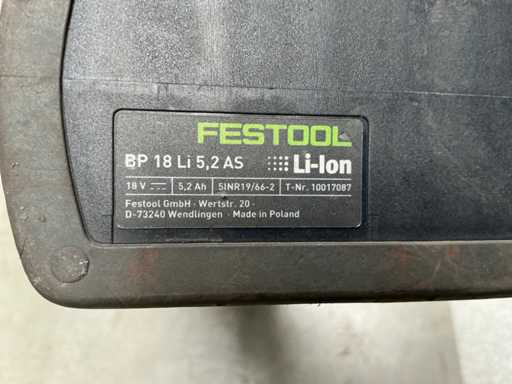 FESTOOL
BP 18 Li 5,2 AS Li-Ion
18 V 5,2 Ah 5INR19/66-2 T-Nr. 10017087
Festool GmbH · Wertstr. 20 ·
D-73240 Wendlingen · Made in Poland